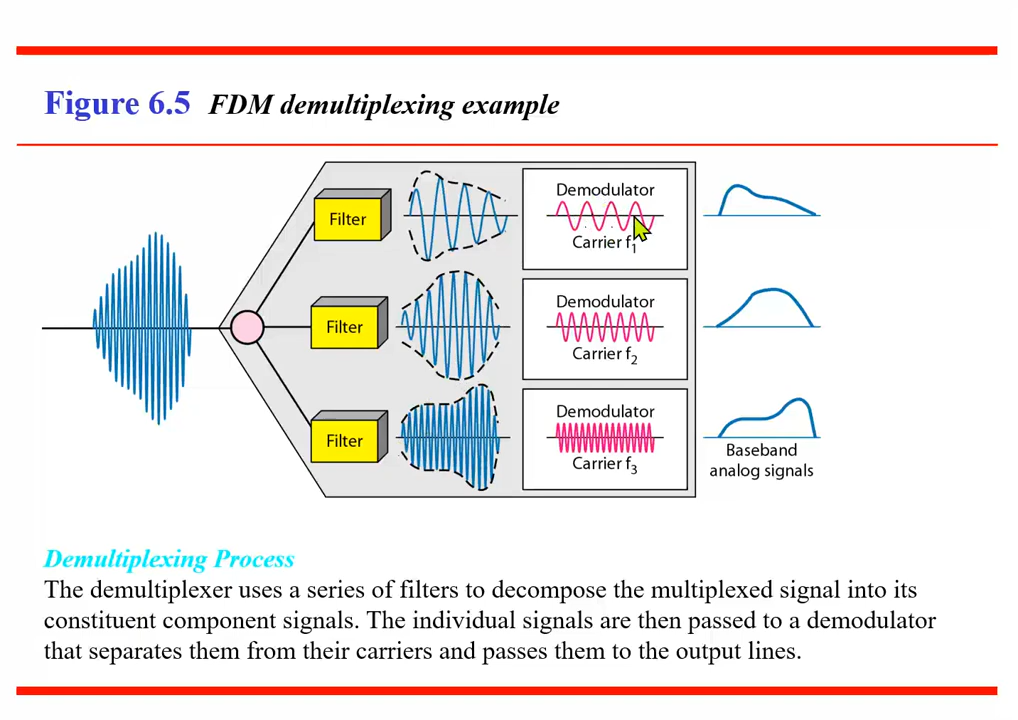 Figure 6.5 FDM demultiplexing example
Filter
Demodulator
Carrier f₁
Filter
Demodulator
Carrier f₂
Filter
Demodulator
Carrier f₃
Baseband
analog signals
Demultiplexing Process
The demultiplexer uses a series of filters to decompose the multiplexed signal into its
constituent component signals. The individual signals are then passed to a demodulator
that separates them from their carriers and passes them to the output lines.